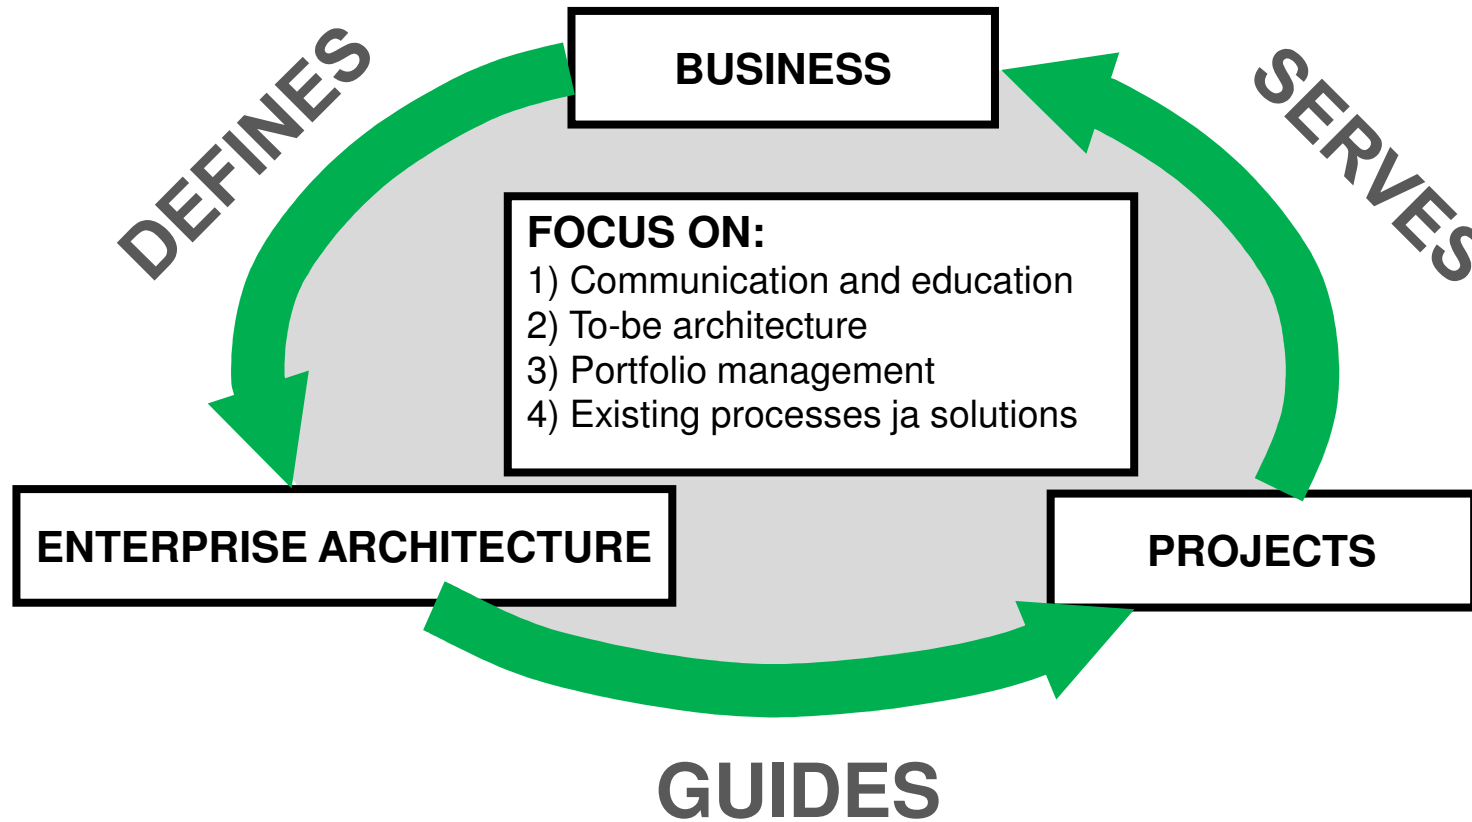 BUSINESS
DEFINES
SERVES
FOCUS ON:
1) Communication and education
2) To-be architecture
3) Portfolio management
4) Existing processes ja solutions
ENTERPRISE ARCHITECTURE
PROJECTS
GUIDES